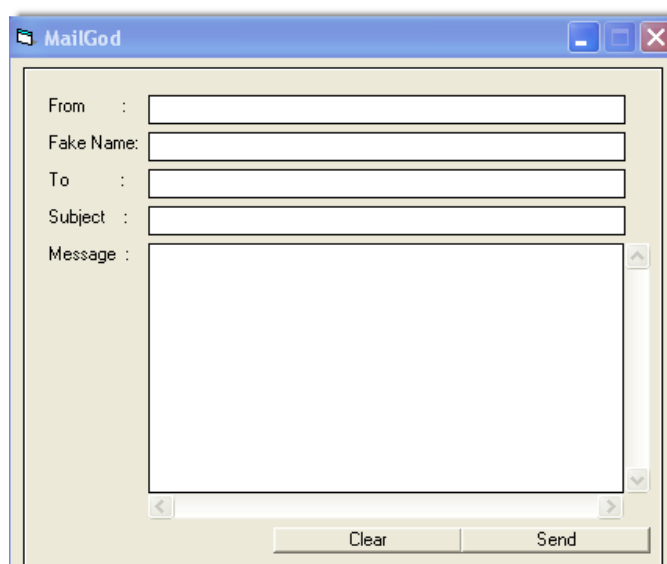 MailGod
From :
Fake Name:
To :
Subject :
Message :
Clear Send